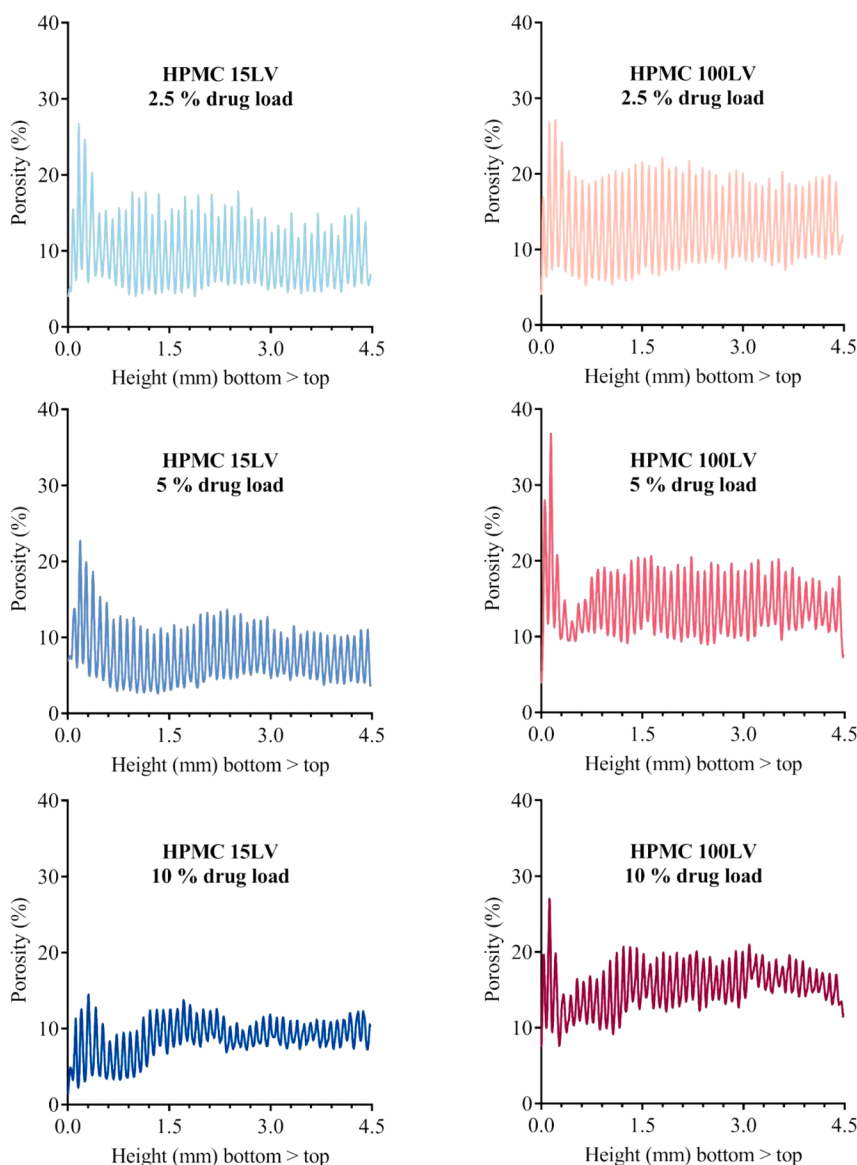 HPMC 15LV
2.5 % drug load
Porosity (%)
40
30
20
10
0
0.0 1.5 3.0 4.5
Height (mm) bottom > top
HPMC 100LV
2.5 % drug load
Porosity (%)
40
30
20
10
0
0.0 1.5 3.0 4.5
Height (mm) bottom > top
HPMC 15LV
5 % drug load
Porosity (%)
40
30
20
10
0
0.0 1.5 3.0 4.5
Height (mm) bottom > top
HPMC 100LV
5 % drug load
Porosity (%)
40
30
20
10
0
0.0 1.5 3.0 4.5
Height (mm) bottom > top
HPMC 15LV
10 % drug load
Porosity (%)
40
30
20
10
0
0.0 1.5 3.0 4.5
Height (mm) bottom > top
HPMC 100LV
10 % drug load
Porosity (%)
40
30
20
10
0
0.0 1.5 3.0 4.5
Height (mm) bottom > top